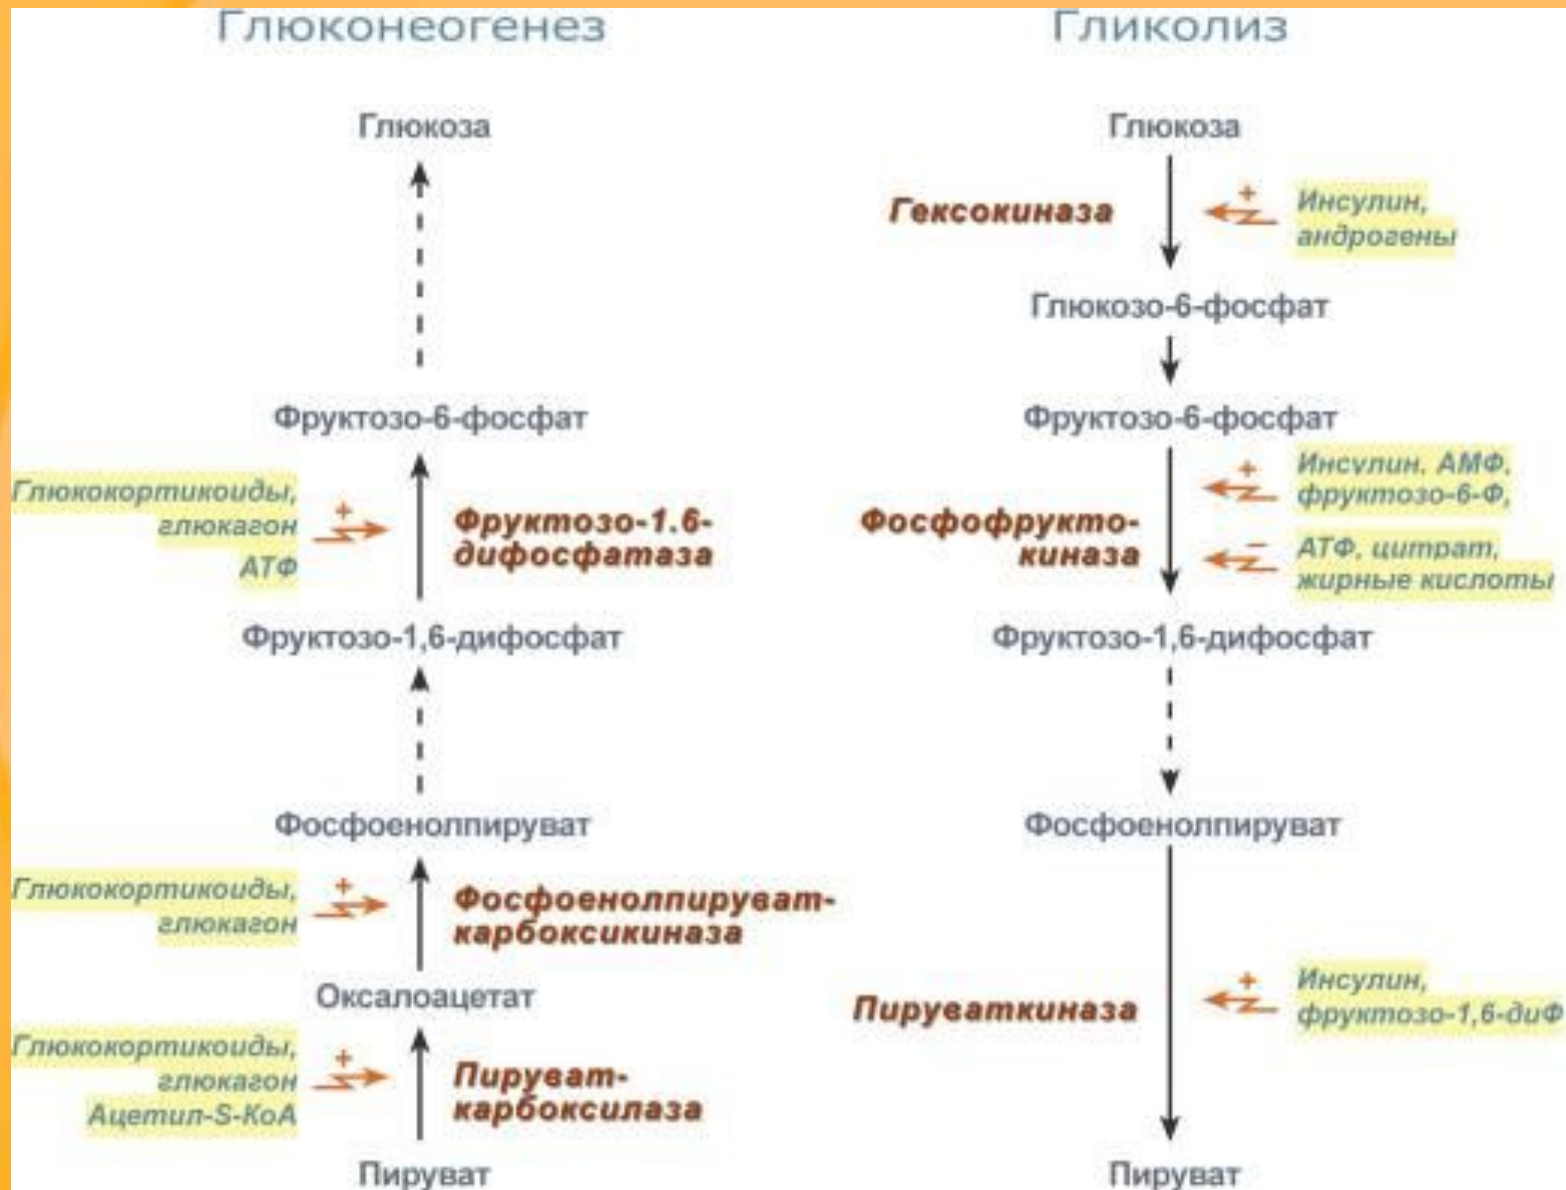 Глюконеогенез
Глюкоза
Фруктозо-6-фосфат
Глюкокортикоиды,
глюкагон
АТФ
+
Фруктозо-1.6-
дифосфатаза
Фруктозо-1,6-дифосфат
Фосфоенолпируват
Глюкокортикоиды,
глюкагон
+
Фосфоенолпируват-
карбоксикиназа
Оксалоацетат
Глюкокортикоиды,
глюкагон
Ацетил-S-КоА
+
Пируват-
карбоксилаза
Пируват
Гликолиз
Глюкоза
Гексокиназа
+
Инсулин,
андрогены
Глюкозо-6-фосфат
Фруктозо-6-фосфат
Фосфофрукто-
киназа
+
Инсулин, АМФ,
фруктозо-6-Ф,
−
АТФ, цитрат,
жирные кислоты
Фруктозо-1,6-дифосфат
Фосфоенолпируват
Пируваткиназа
+
Инсулин,
фруктозо-1,6-диФ
Пируват